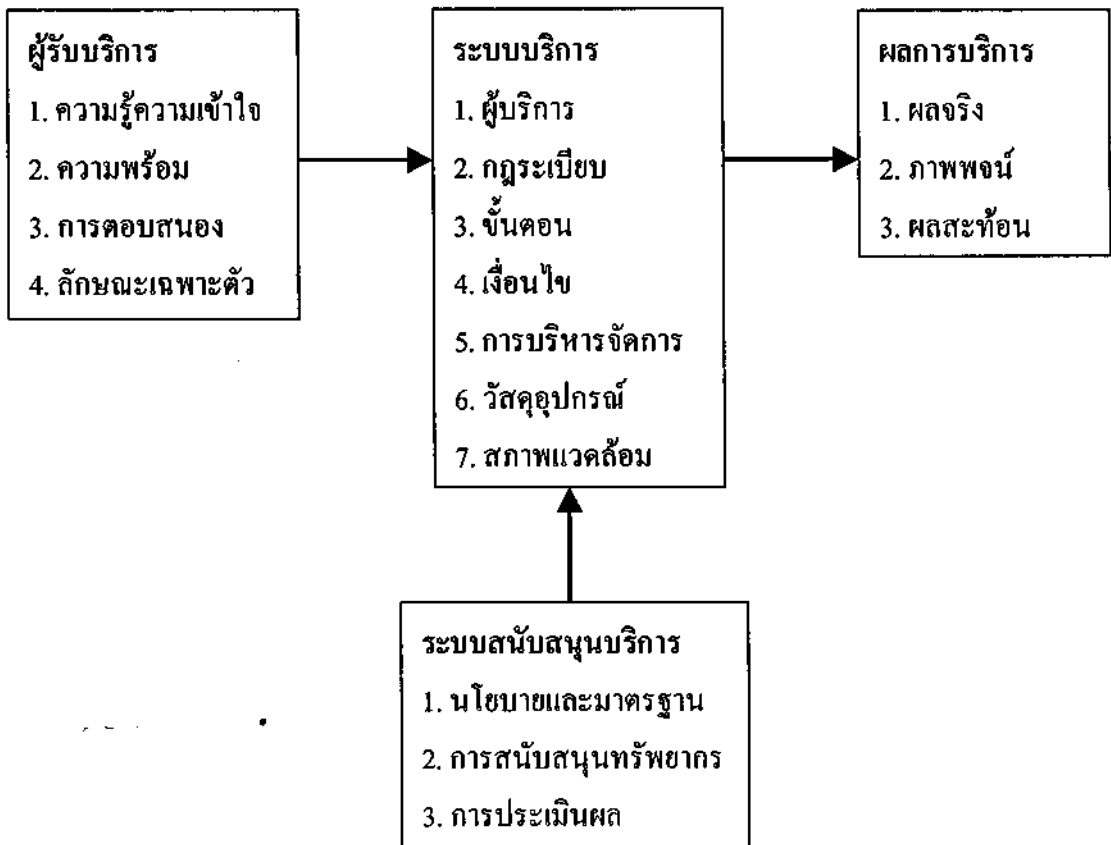 ผู้รับบริการ
1. ความรู้ความเข้าใจ
2. ความพร้อม
3. การตอบสนอง
4. ลักษณะเฉพาะตัว
ระบบบริการ
1. ผู้บริการ
2. กฎระเบียบ
3. ขั้นตอน
4. เงื่อนไข
5. การบริหารจัดการ
6. วัสดุอุปกรณ์
7. สภาพแวดล้อม
ผลการบริการ
1. ผลจริง
2. ภาพพจน์
3. ผลสะท้อน
ระบบสนับสนุนบริการ
1. นโยบายและมาตรฐาน
2. การสนับสนุนทรัพยากร
3. การประเมินผล